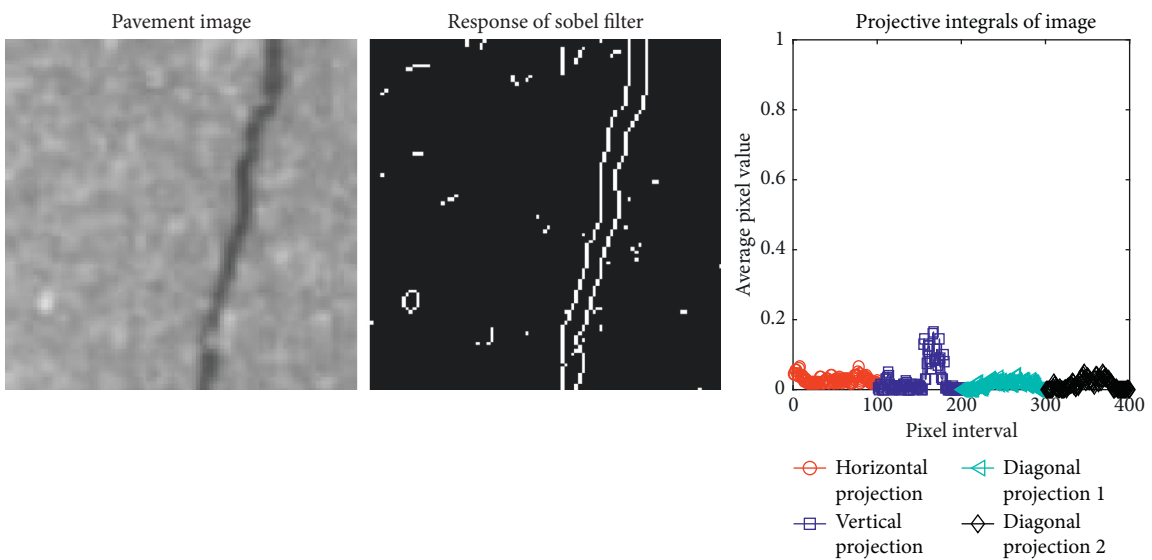 Pavement image
Response of sobel filter
Projective integrals of image
Average pixel value
1
0.8
0.6
0.4
0.2
0
0
100
200
300
400
Pixel interval
Horizontal
projection
Vertical
projection
Diagonal
projection 1
Diagonal
projection 2